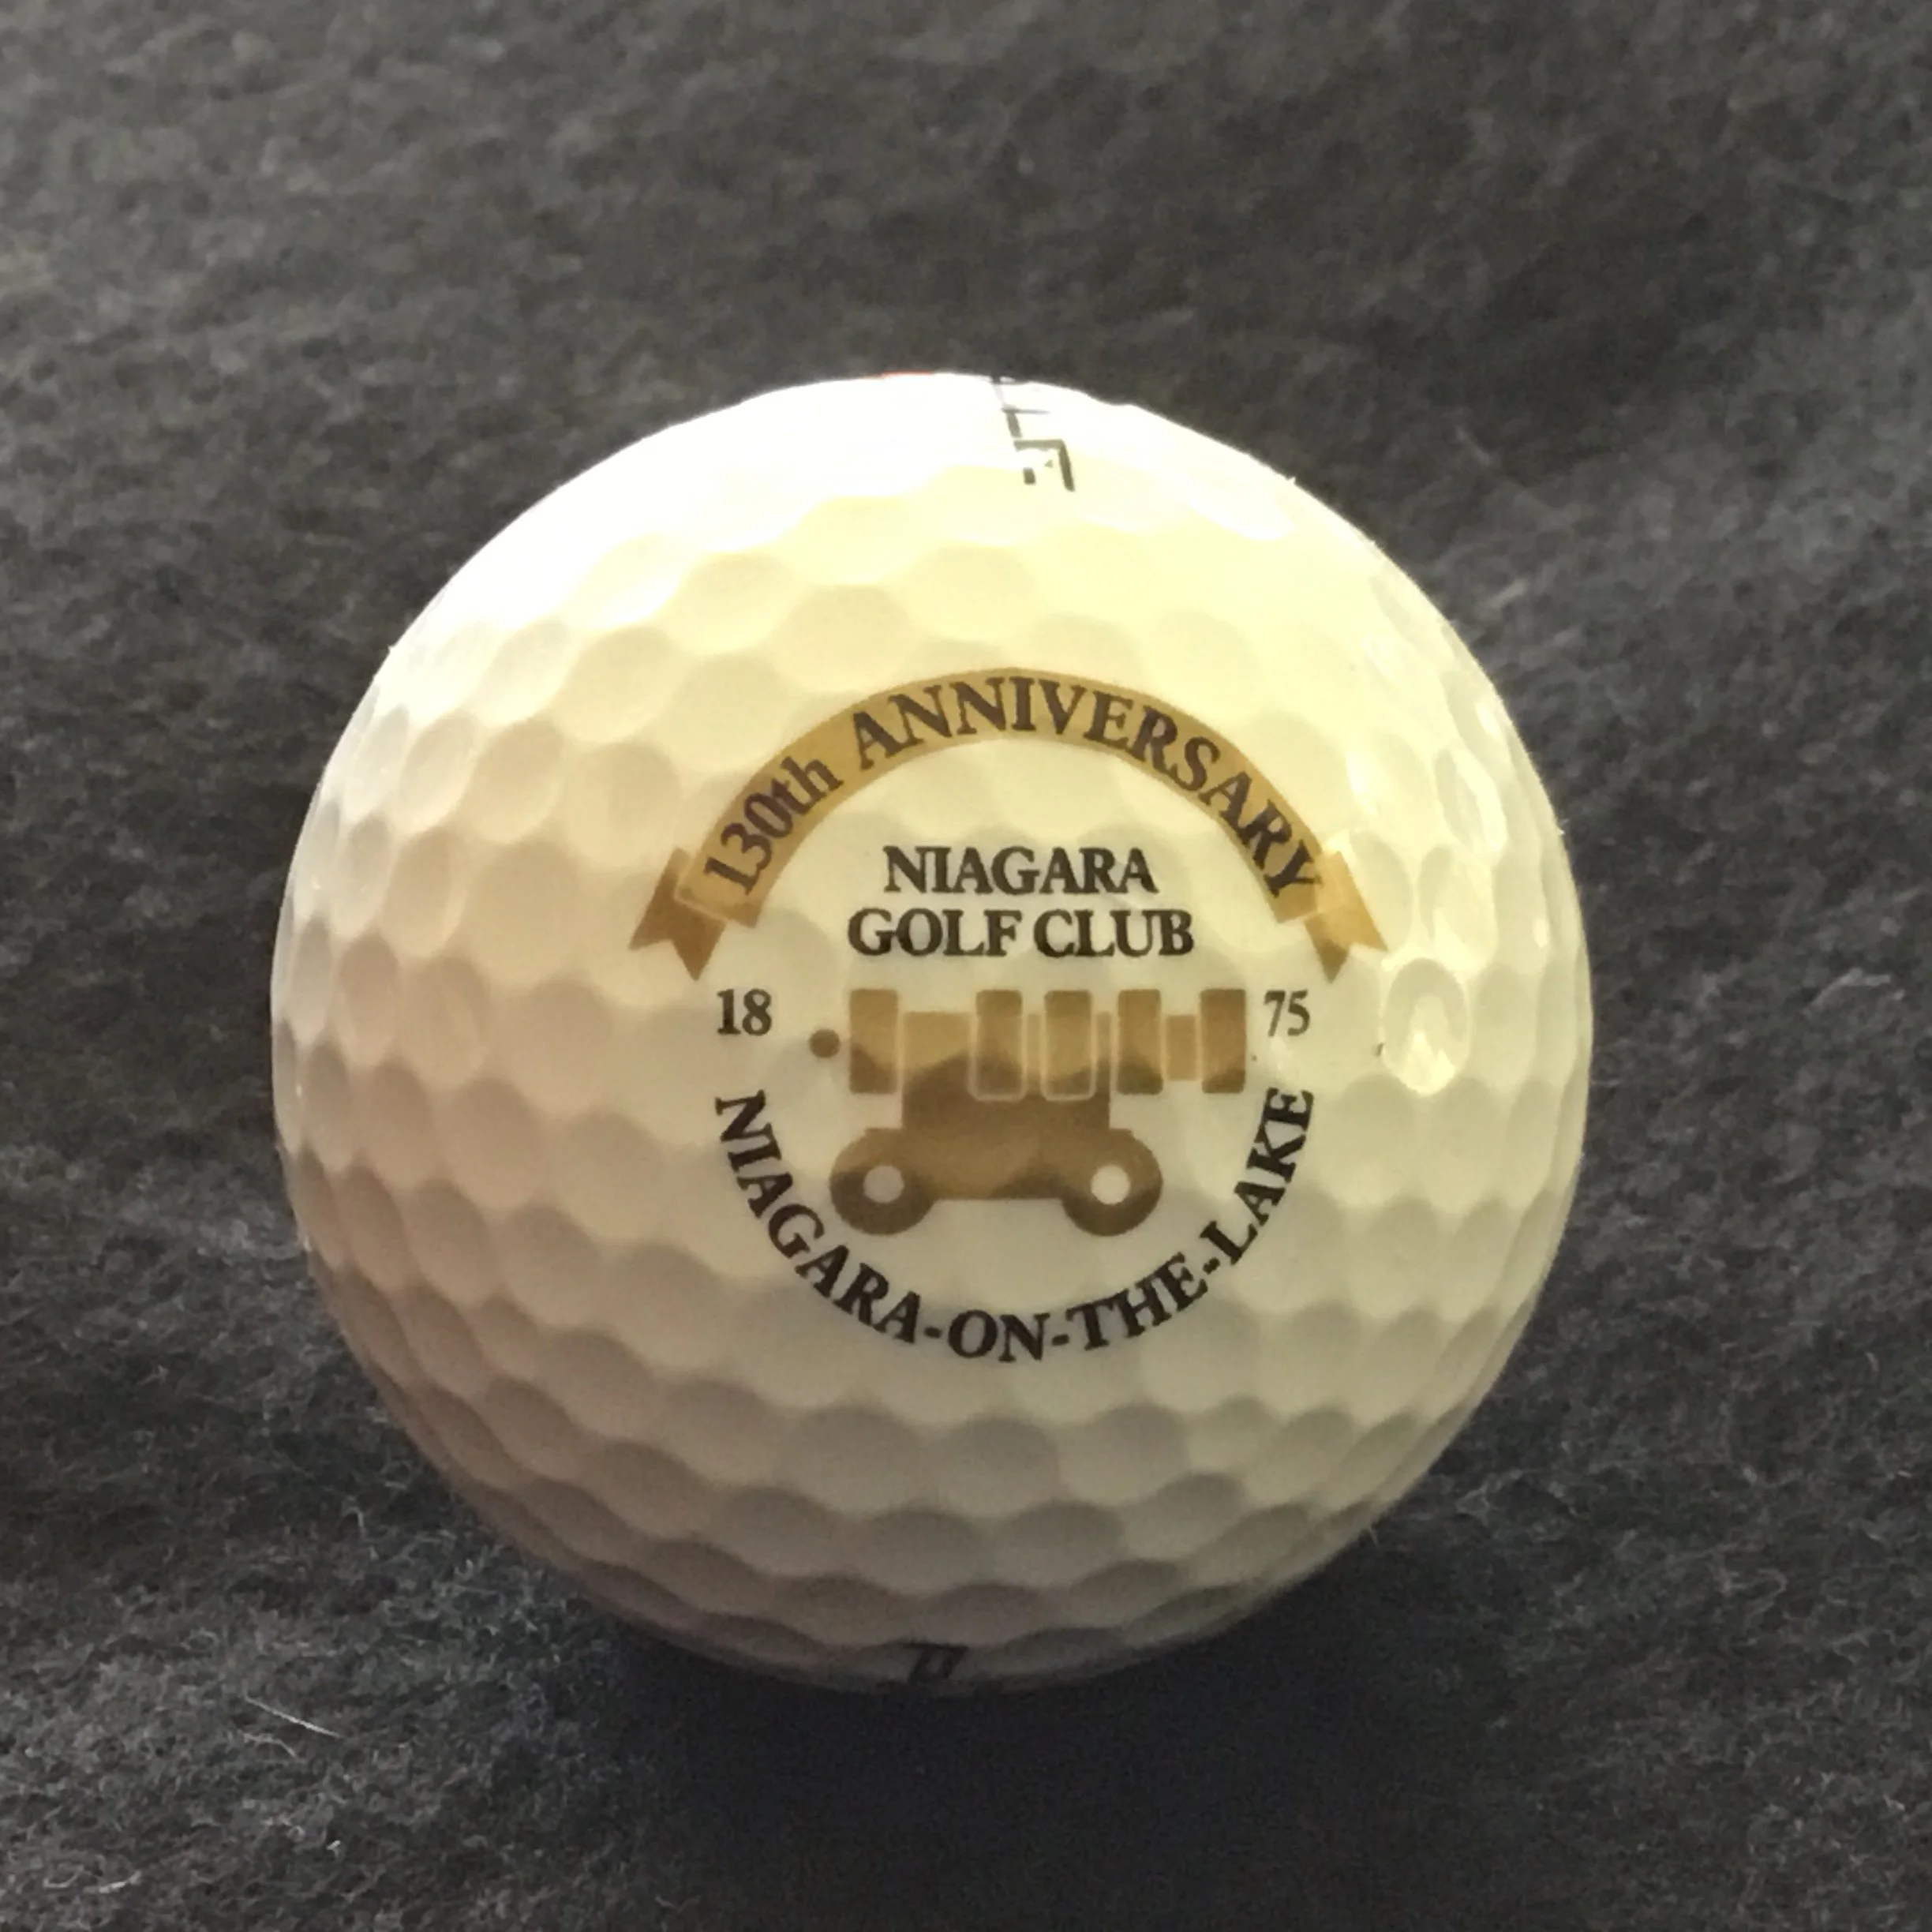 130th ANNIVERSARY
NIAGARA
GOLF CLUB
18 75
NIAGARA-ON-THE-LAKE